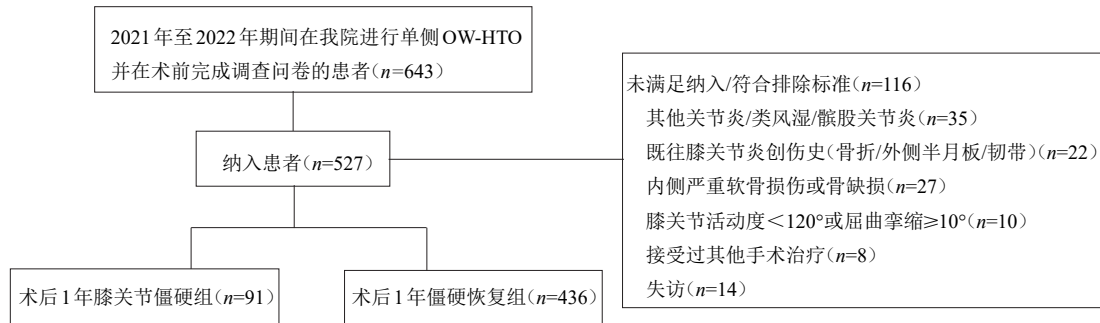 2021年至2022年期间在我院进行单侧OW-HTO
并在术前完成调查问卷的患者(n=643)
未满足纳入/符合排除标准(n=116)
其他关节炎/类风湿/髌股关节炎(n=35)
既往膝关节炎创伤史(骨折/外侧半月板/韧带)(n=22)
内侧严重软骨损伤或骨缺损(n=27)
膝关节活动度<120°或屈曲挛缩≥10°(n=10)
接受过其他手术治疗(n=8)
失访(n=14)
纳入患者(n=527)
术后1年膝关节僵硬组(n=91)
术后1年僵硬恢复组(n=436)